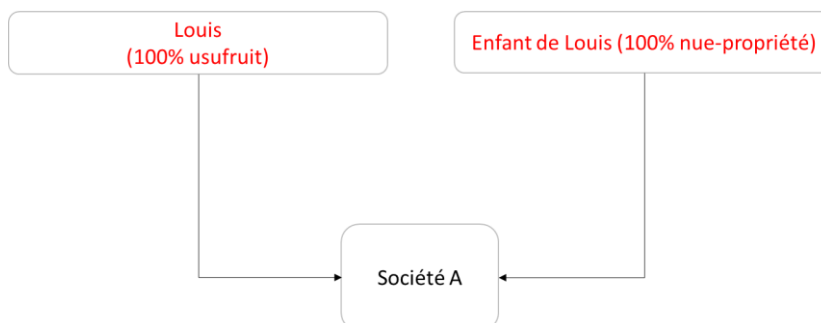 Louis
(100% usufruit)
Enfant de Louis (100% nue-propriété)
Société A